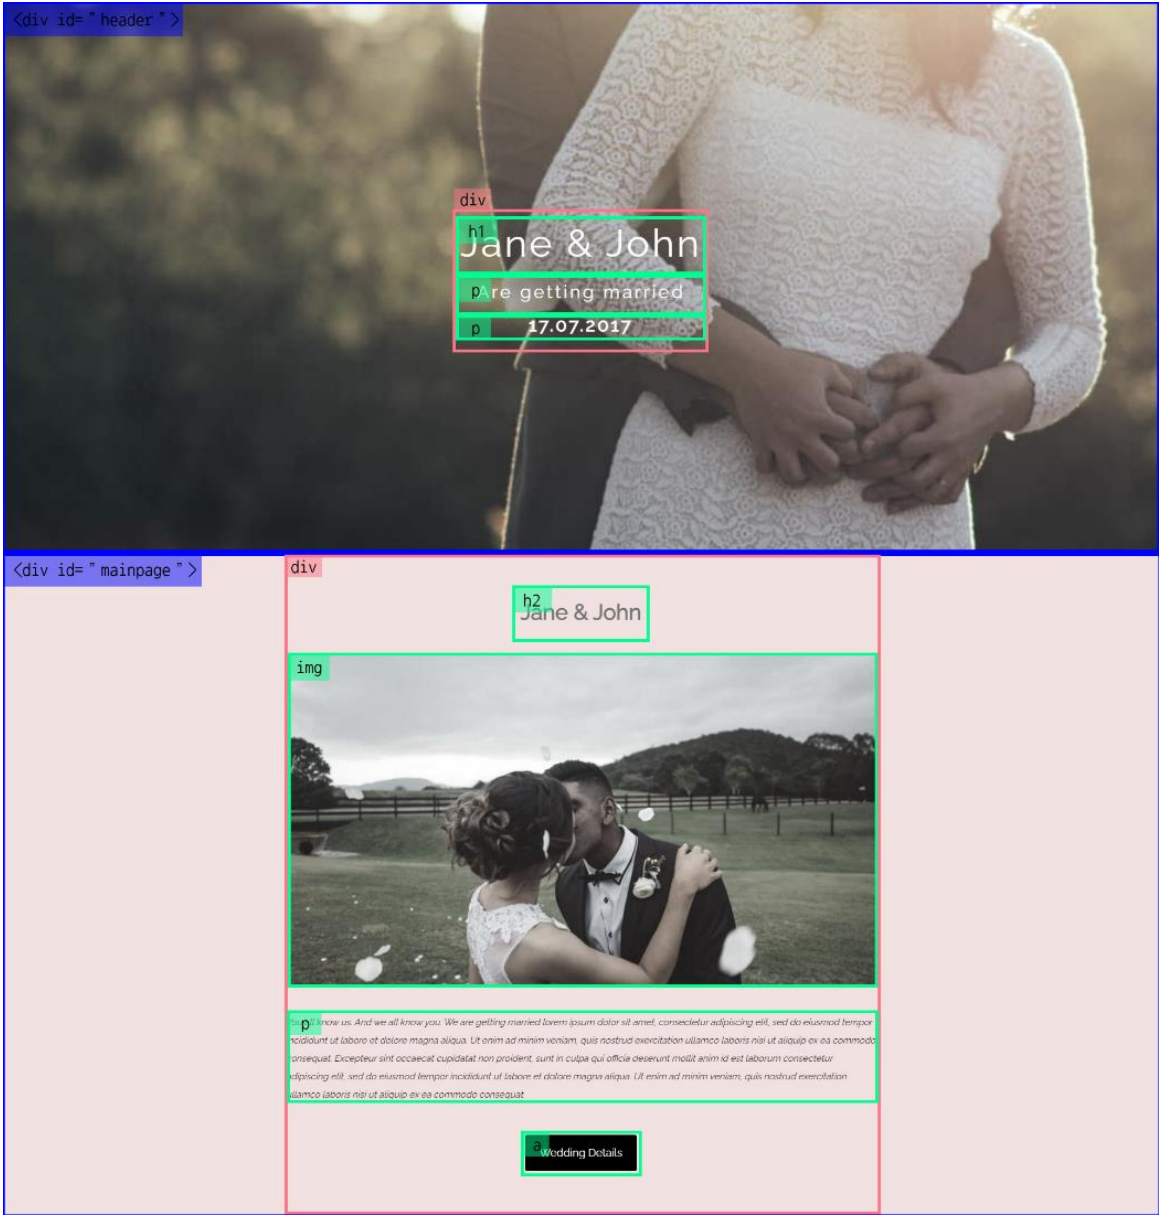 <div id="header">
div
h1
Jane & John
p
Are getting married
p
17.07.2017
<div id="mainpage">
div
h2
Jane & John
img
p
know us. And we all know you. We are getting married lorem ipsum dolor sit amet, consectetur adipiscing elit, sed do eiusmod tempor
incididunt ut labore et dolore magna aliqua. Ut enim ad minim veniam, quis nostrud exercitation ullamco laboris nisi ut aliquip ex ea commodo
consequat. Excepteur sint occaecat cupidatat non proident, sunt in culpa qui officia deserunt mollit anim id est laborum consectetur
adipiscing elit, sed do eiusmod tempor incididunt ut labore et dolore magna aliqua. Ut enim ad minim veniam, quis nostrud exercitation
ullamco laboris nisi ut aliquip ex ea commodo consequat
a
Wedding Details